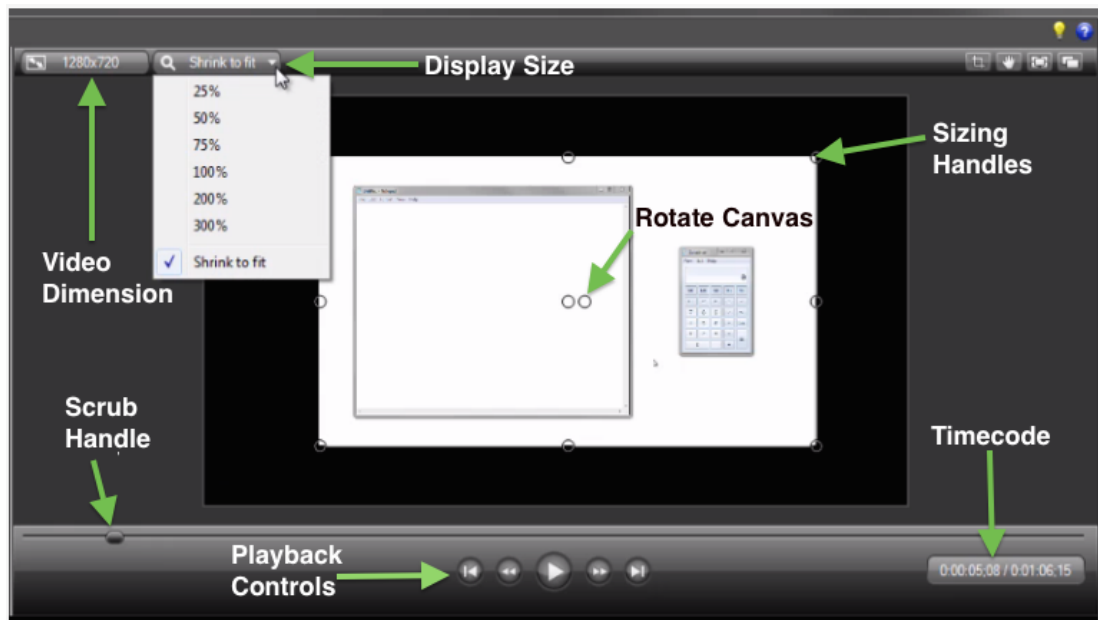 1280x720
Shrink to fit
Display Size
25%
50%
75%
100%
200%
300%
Shrink to fit
Sizing
Handles
Rotate Canvas
Video
Dimension
Scrub
Handle
Timecode
Playback
Controls
0:00:05;08 / 0:01:06;15